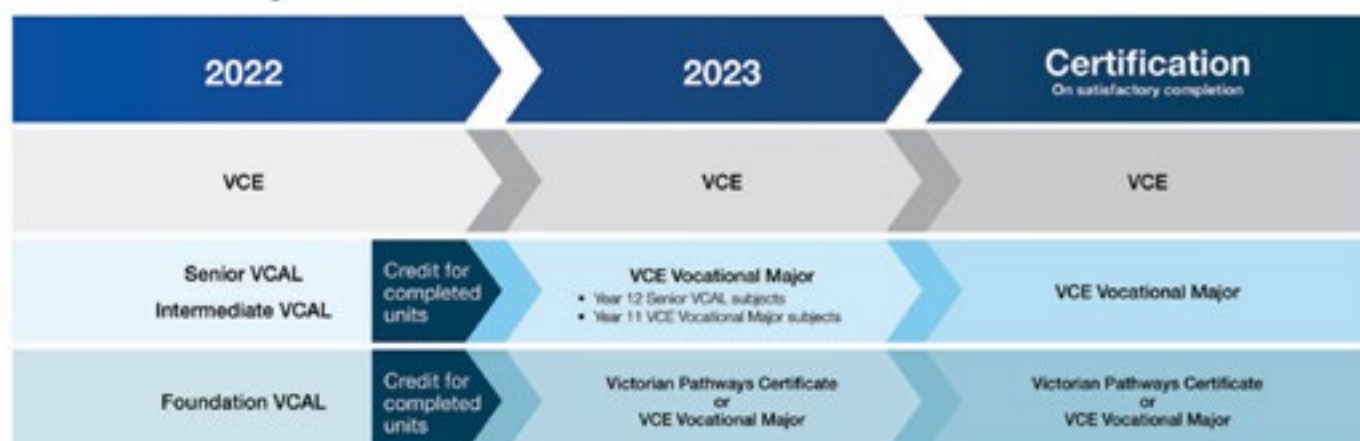 2022
2023
Certification
On satisfactory completion
VCE
VCE
VCE
Senior VCAL
Intermediate VCAL
Credit for
completed
units
VCE Vocational Major
• Year 12 Senior VCAL subjects
• Year 11 VCE Vocational Major subjects
VCE Vocational Major
Foundation VCAL
Credit for
completed
units
Victorian Pathways Certificate
or
VCE Vocational Major
Victorian Pathways Certificate
or
VCE Vocational Major